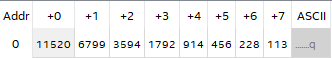 Addr +0 +1 +2 +3 +4 +5 +6 +7 ASCII
0 11520 6799 3594 1792 914 456 228 113 .......q